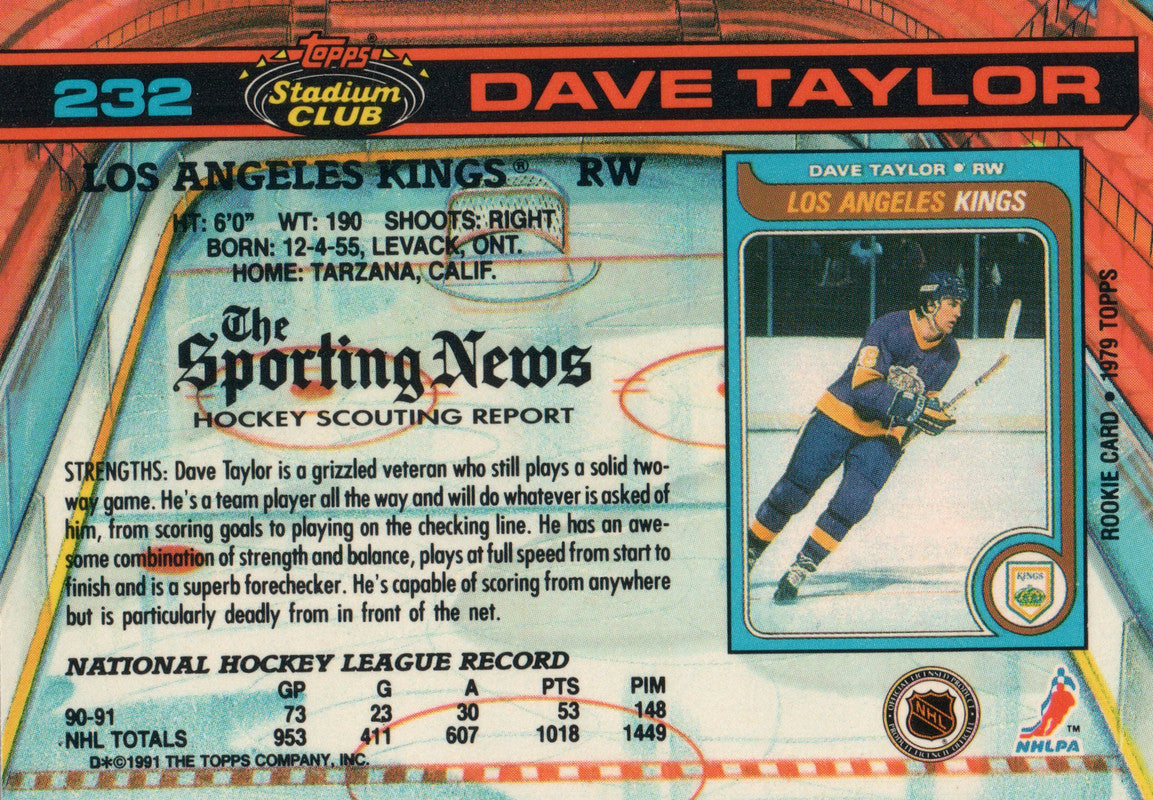 232
TOPPS®
Stadium
CLUB
DAVE TAYLOR
LOS ANGELES KINGS® RW
HT: 6'0" WT: 190 SHOOTS: RIGHT
BORN: 12-4-55, LEVACK, ONT.
HOME: TARZANA, CALIF.
The
Sporting News
HOCKEY SCOUTING REPORT
STRENGTHS: Dave Taylor is a grizzled veteran who still plays a solid two-
way game. He's a team player all the way and will do whatever is asked of
him, from scoring goals to playing on the checking line. He has an awe-
some combination of strength and balance, plays at full speed from start to
finish and is a superb forechecker. He's capable of scoring from anywhere
but is particularly deadly from in front of the net.
NATIONAL HOCKEY LEAGUE RECORD
GP G A PTS PIM
90-91 73 23 30 53 148
NHL TOTALS 953 411 607 1018 1449
D*©1991 THE TOPPS COMPANY, INC.
DAVE TAYLOR • RW
LOS ANGELES KINGS
KINGS
ROOKIE CARD • 1979 TOPPS
OFFICIAL LICENSED PRODUCT
NHL
NHLPA
TM